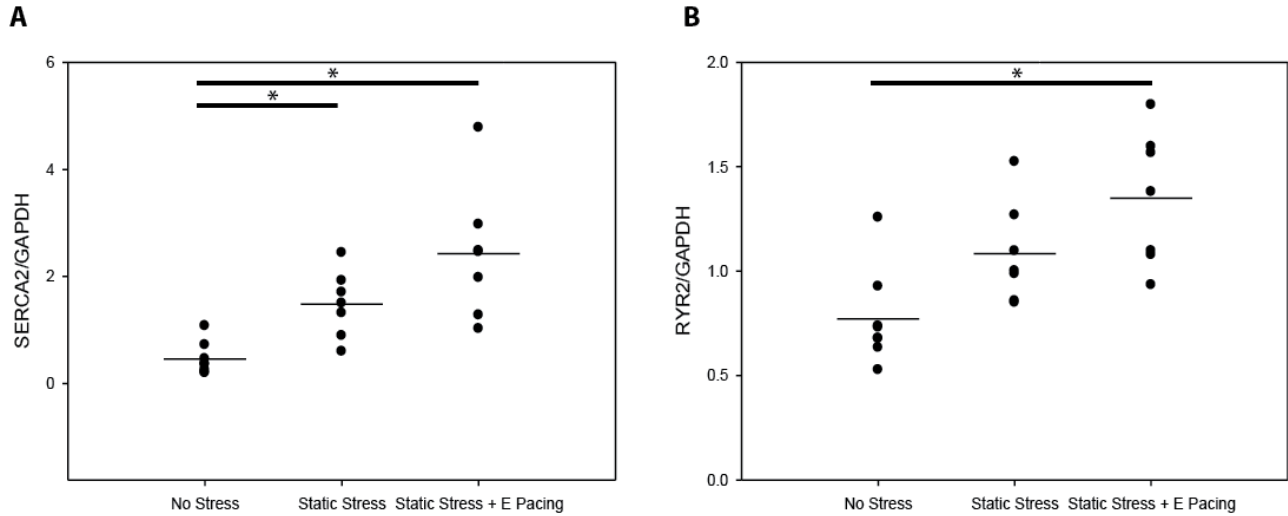 A
SERCA2/GAPDH
6
4
2
0
*
*
No Stress Static Stress Static Stress + E Pacing
B
RYR2/GAPDH
2.0
1.5
1.0
0.5
0.0
*
No Stress Static Stress Static Stress + E Pacing